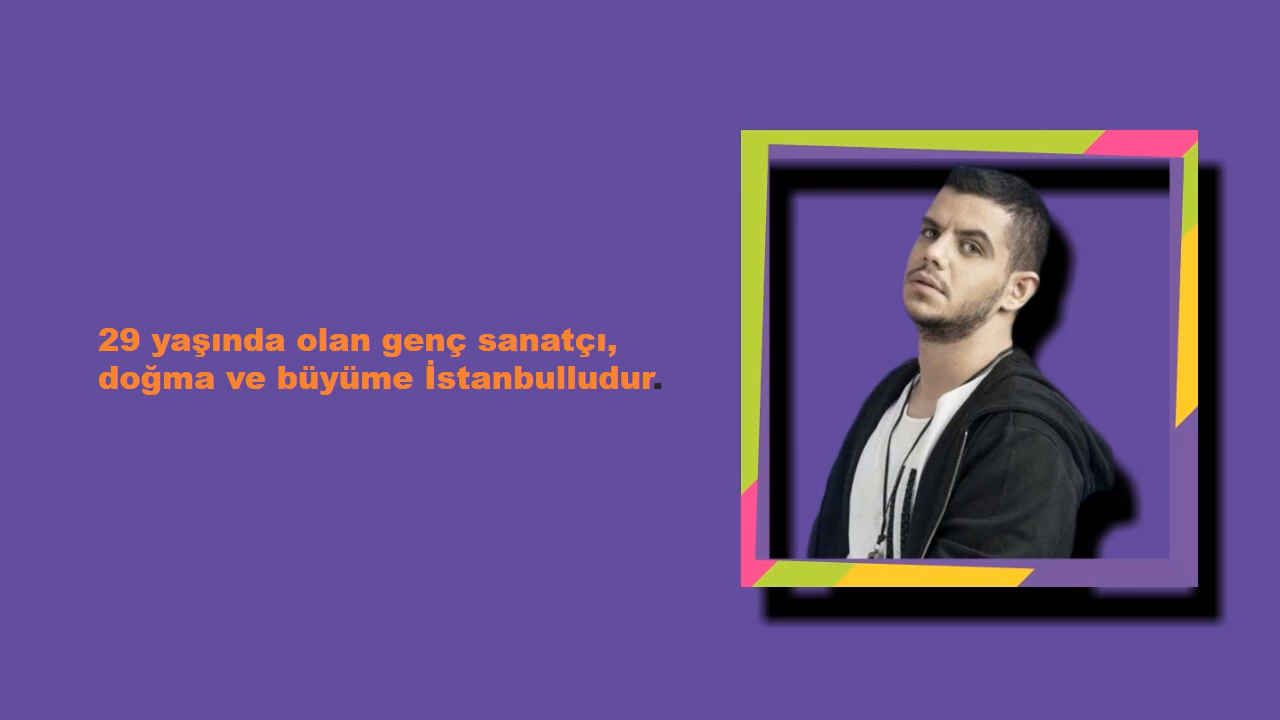 29 yaşında olan genç sanatçı,
doğma ve büyüme İstanbulludur.